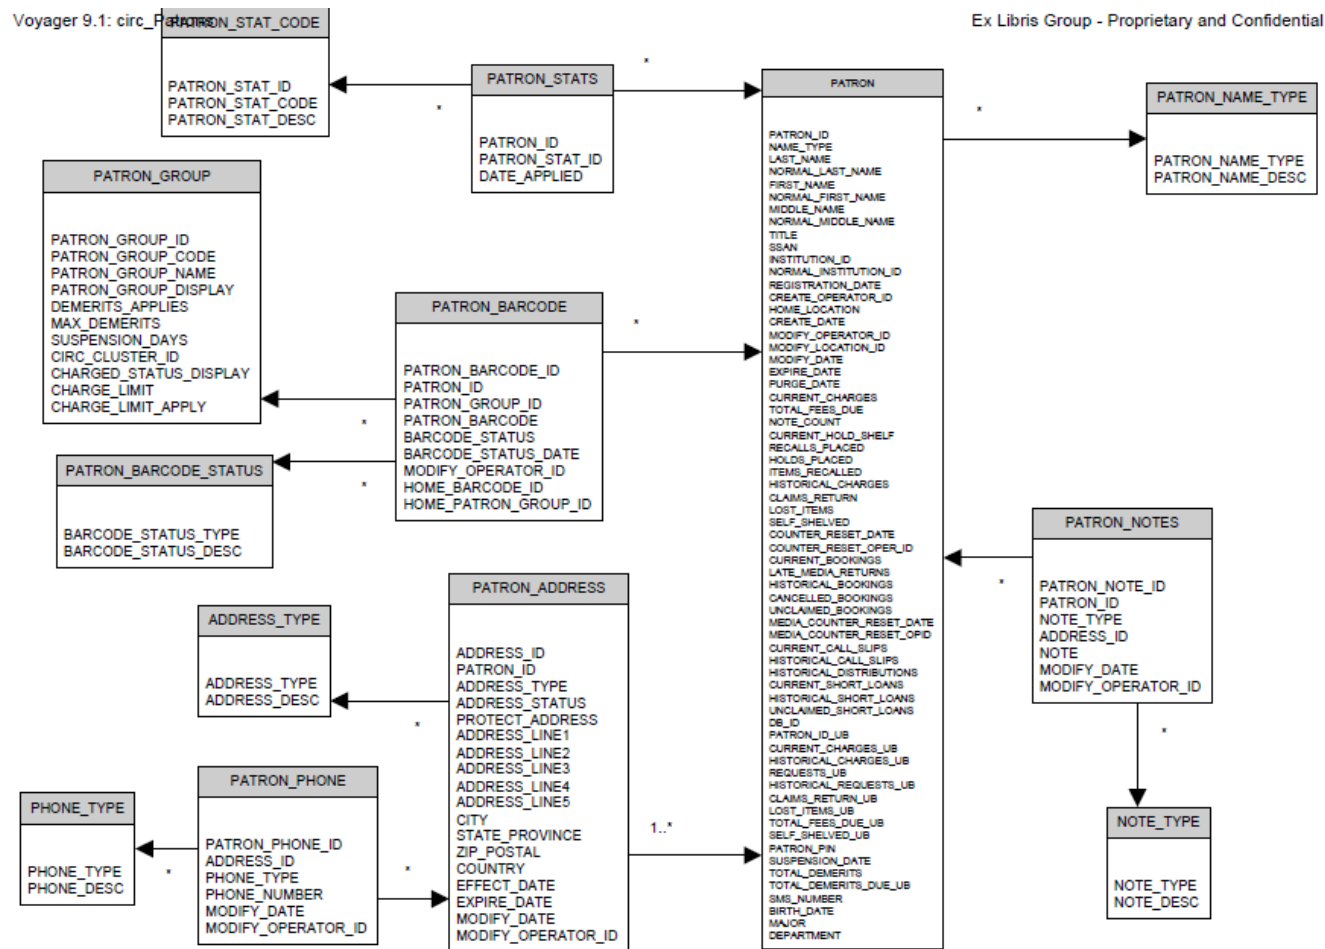 Voyager 9.1: circ_Patrons
Ex Libris Group - Proprietary and Confidential
PATRON_STAT_CODE
PATRON_STAT_ID
PATRON_STAT_CODE
PATRON_STAT_DESC
*
PATRON_STATS
PATRON_ID
PATRON_STAT_ID
DATE_APPLIED
*
PATRON_GROUP
PATRON_GROUP_ID
PATRON_GROUP_CODE
PATRON_GROUP_NAME
PATRON_GROUP_DISPLAY
DEMERITS_APPLIES
MAX_DEMERITS
SUSPENSION_DAYS
CIRC_CLUSTER_ID
CHARGED_STATUS_DISPLAY
CHARGE_LIMIT
CHARGE_LIMIT_APPLY
*
PATRON_BARCODE
PATRON_BARCODE_ID
PATRON_ID
PATRON_GROUP_ID
PATRON_BARCODE
BARCODE_STATUS
BARCODE_STATUS_DATE
MODIFY_OPERATOR_ID
HOME_BARCODE_ID
HOME_PATRON_GROUP_ID
*
PATRON_BARCODE_STATUS
BARCODE_STATUS_TYPE
BARCODE_STATUS_DESC
*
ADDRESS_TYPE
ADDRESS_TYPE
ADDRESS_DESC
*
PATRON_ADDRESS
ADDRESS_ID
PATRON_ID
ADDRESS_TYPE
ADDRESS_STATUS
PROTECT_ADDRESS
ADDRESS_LINE1
ADDRESS_LINE2
ADDRESS_LINE3
ADDRESS_LINE4
ADDRESS_LINE5
CITY
STATE_PROVINCE
ZIP_POSTAL
COUNTRY
EFFECT_DATE
EXPIRE_DATE
MODIFY_DATE
MODIFY_OPERATOR_ID
1..*
PHONE_TYPE
PHONE_TYPE
PHONE_DESC
*
PATRON_PHONE
PATRON_PHONE_ID
ADDRESS_ID
PHONE_TYPE
PHONE_NUMBER
MODIFY_DATE
MODIFY_OPERATOR_ID
*
PATRON
PATRON_ID
NAME_TYPE
LAST_NAME
NORMAL_LAST_NAME
FIRST_NAME
NORMAL_FIRST_NAME
MIDDLE_NAME
NORMAL_MIDDLE_NAME
TITLE
SSAN
INSTITUTION_ID
NORMAL_INSTITUTION_ID
REGISTRATION_DATE
CREATE_OPERATOR_ID
HOME_LOCATION
CREATE_DATE
MODIFY_OPERATOR_ID
MODIFY_LOCATION_ID
MODIFY_DATE
EXPIRE_DATE
PURGE_DATE
CURRENT_CHARGES
TOTAL_FEES_DUE
NOTE_COUNT
CURRENT_HOLD_SHELF
RECALLS_PLACED
HOLDS_PLACED
ITEMS_RECALLED
HISTORICAL_CHARGES
CLAIMS_RETURN
LOST_ITEMS
SELF_SHELVED
COUNTER_RESET_DATE
COUNTER_RESET_OPER_ID
CURRENT_BOOKINGS
LATE_MEDIA_RETURNS
HISTORICAL_BOOKINGS
CANCELLED_BOOKINGS
UNCLAIMED_BOOKINGS
MEDIA_COUNTER_RESET_DATE
MEDIA_COUNTER_RESET_OPID
CURRENT_CALL_SLIPS
HISTORICAL_CALL_SLIPS
HISTORICAL_DISTRIBUTIONS
CURRENT_SHORT_LOANS
HISTORICAL_SHORT_LOANS
UNCLAIMED_SHORT_LOANS
DB_ID
PATRON_ID_UB
CURRENT_CHARGES_UB
HISTORICAL_CHARGES_UB
REQUESTS_UB
HISTORICAL_REQUESTS_UB
CLAIMS_RETURN_UB
LOST_ITEMS_UB
TOTAL_FEES_DUE_UB
SELF_SHELVED_UB
PATRON_PIN
SUSPENSION_DATE
TOTAL_DEMERITS
TOTAL_DEMERITS_DUE_UB
SMS_NUMBER
BIRTH_DATE
MAJOR
DEPARTMENT
*
PATRON_NAME_TYPE
PATRON_NAME_TYPE
PATRON_NAME_DESC
PATRON_NOTES
PATRON_NOTE_ID
PATRON_ID
NOTE_TYPE
ADDRESS_ID
NOTE
MODIFY_DATE
MODIFY_OPERATOR_ID
*
*
NOTE_TYPE
NOTE_TYPE
NOTE_DESC